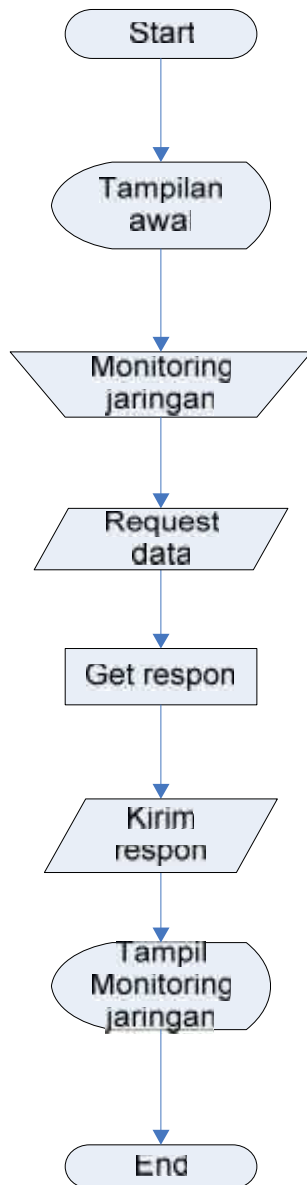 Start
Tampilan
awal
Monitoring
jaringan
Request
data
Get respon
Kirim
respon
Tampil
Monitoring
jaringan
End